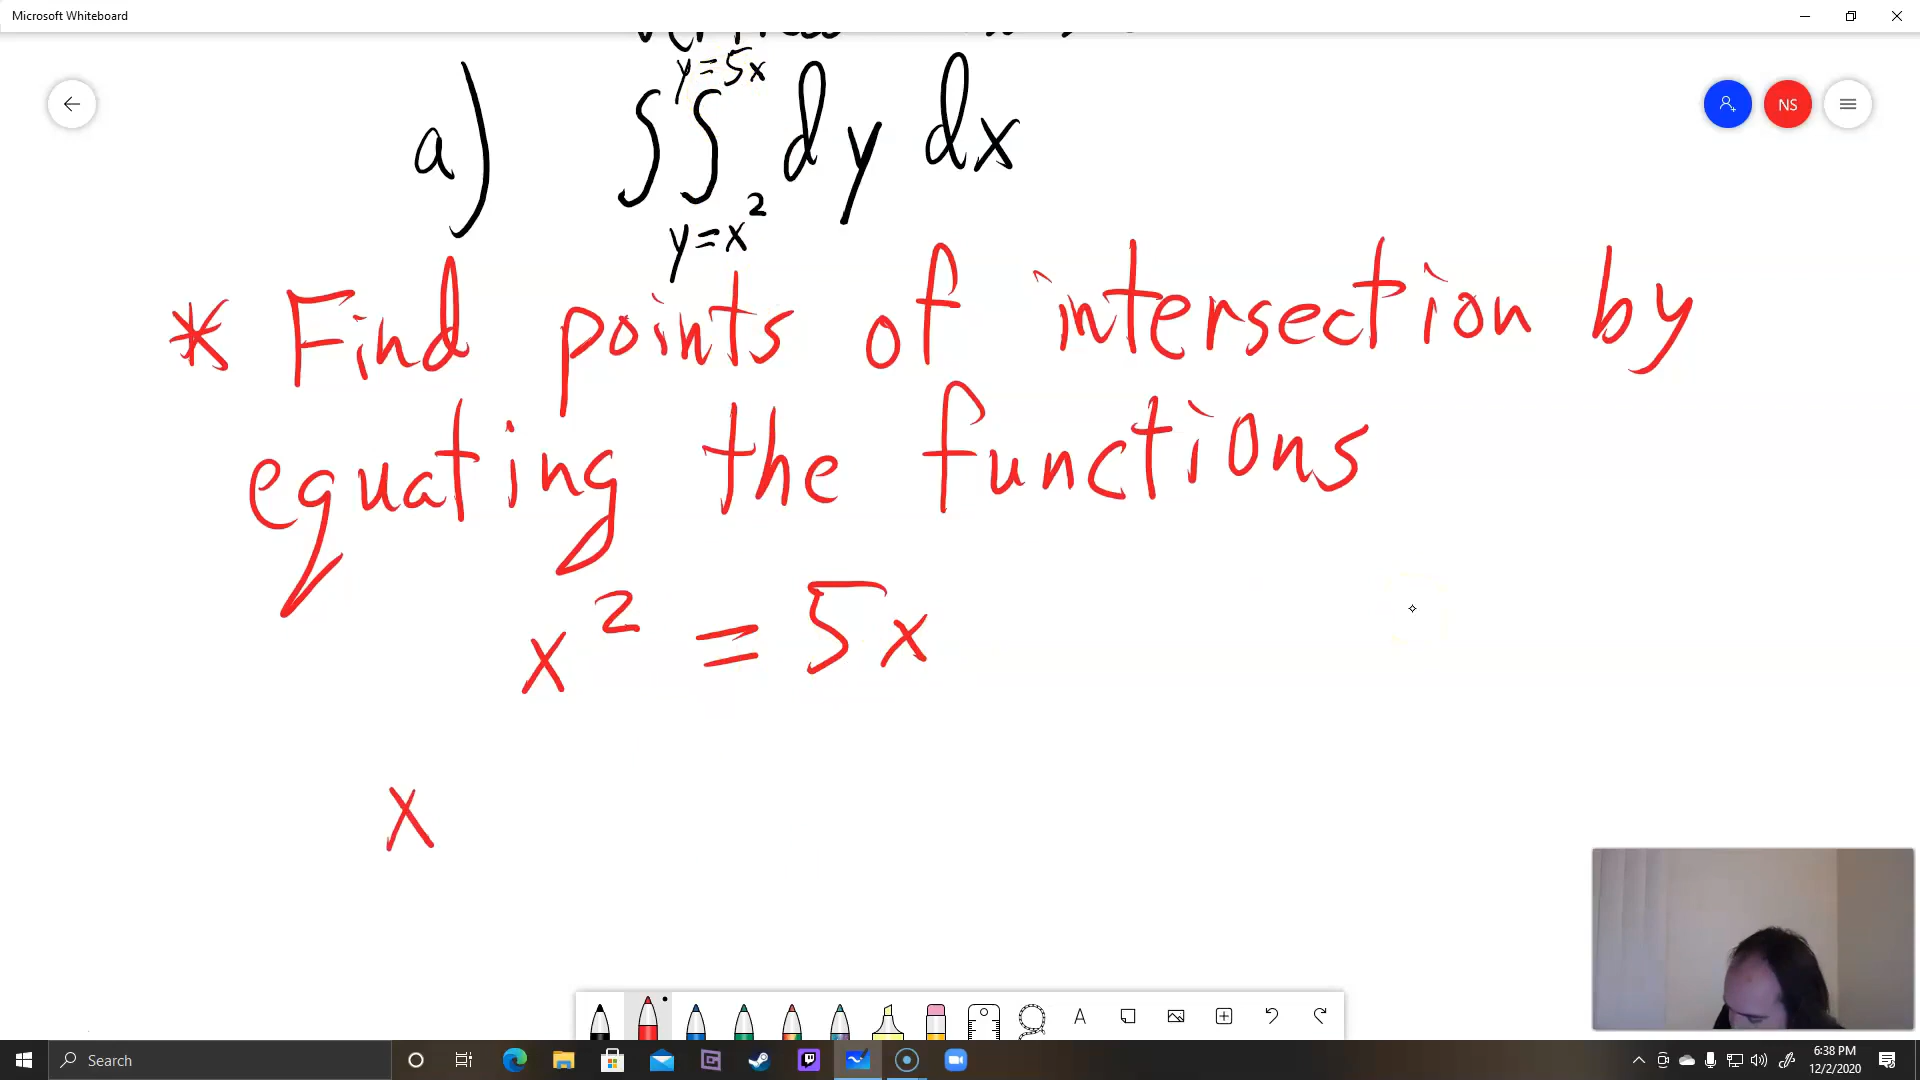 Microsoft Whiteboard
y=5x
a) ∫∫ dy dx
y=x²
* Find points of intersection by
equating the functions
x² = 5x
x
NS
A
Search
6:38 PM
12/2/2020